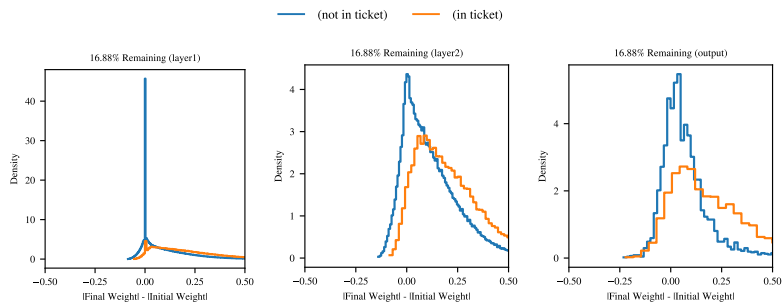 (not in ticket) (in ticket)
16.88% Remaining (layer1)
Density
40
30
20
10
0
−0.50 −0.25 0.00 0.25 0.50
|Final Weight| - |Initial Weight|
16.88% Remaining (layer2)
Density
4
3
2
1
0
−0.50 −0.25 0.00 0.25 0.50
|Final Weight| - |Initial Weight|
16.88% Remaining (output)
Density
4
2
0
−0.50 −0.25 0.00 0.25 0.50
|Final Weight| - |Initial Weight|